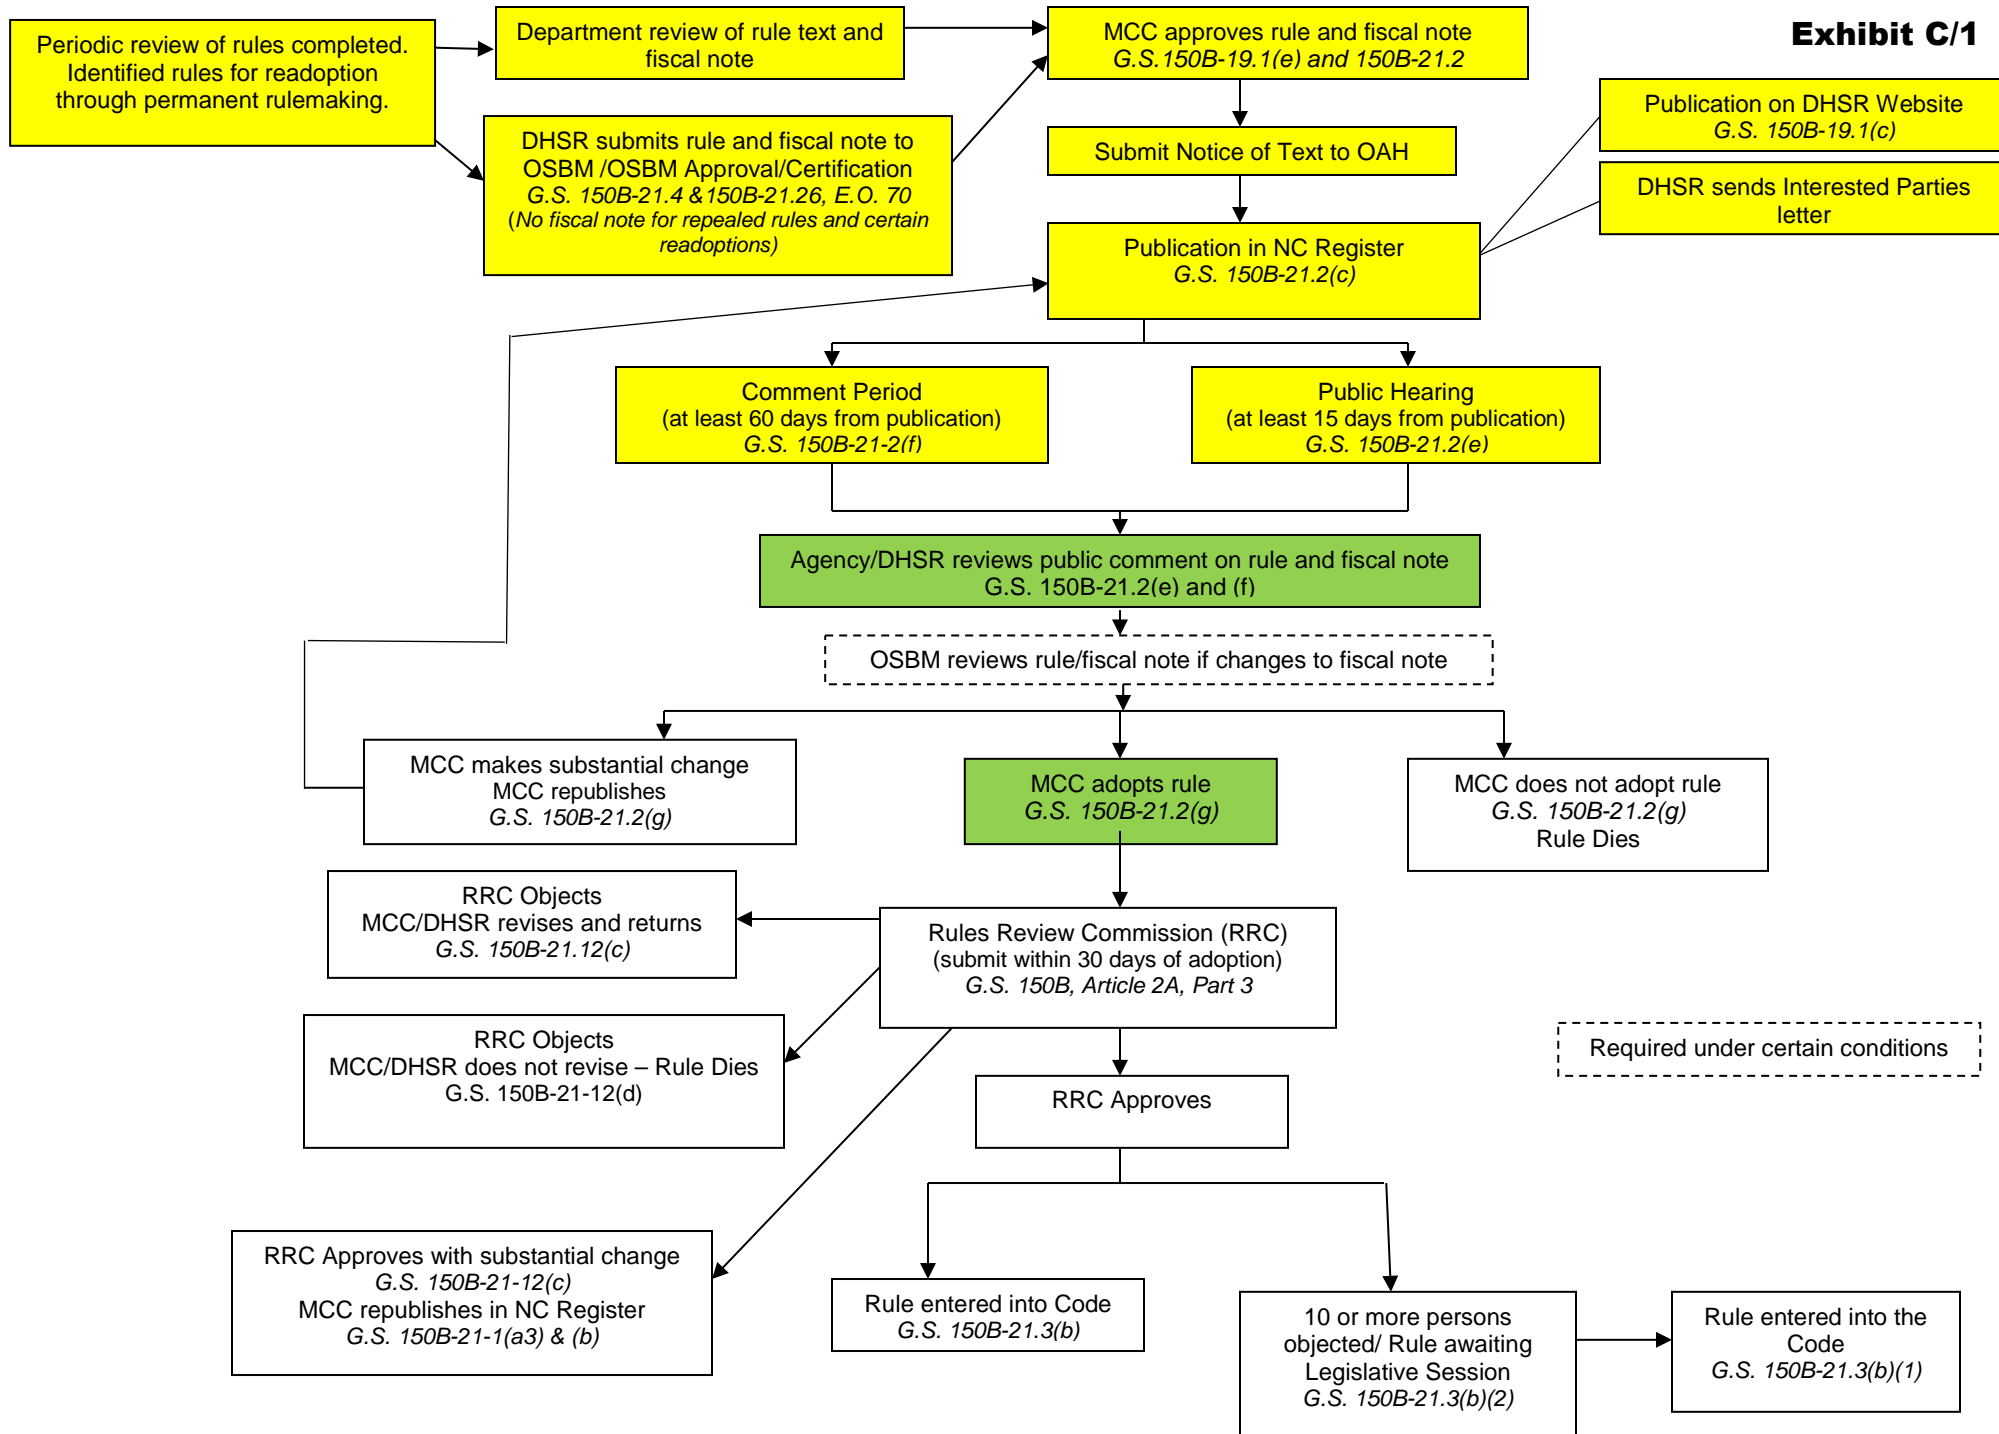 Exhibit C/1
Periodic review of rules completed.
Identified rules for readoption
through permanent rulemaking.
Department review of rule text and
fiscal note
MCC approves rule and fiscal note
G.S.150B-19.1(e) and 150B-21.2
DHSR submits rule and fiscal note to
OSBM /OSBM Approval/Certification
G.S. 150B-21.4 &150B-21.26, E.O. 70
(No fiscal note for repealed rules and certain
readoptions)
Submit Notice of Text to OAH
Publication on DHSR Website
G.S. 150B-19.1(c)
DHSR sends Interested Parties
letter
Publication in NC Register
G.S. 150B-21.2(c)
Comment Period
(at least 60 days from publication)
G.S. 150B-21-2(f)
Public Hearing
(at least 15 days from publication)
G.S. 150B-21.2(e)
Agency/DHSR reviews public comment on rule and fiscal note
G.S. 150B-21.2(e) and (f)
OSBM reviews rule/fiscal note if changes to fiscal note
MCC makes substantial change
MCC republishes
G.S. 150B-21.2(g)
MCC adopts rule
G.S. 150B-21.2(g)
MCC does not adopt rule
G.S. 150B-21.2(g)
Rule Dies
RRC Objects
MCC/DHSR revises and returns
G.S. 150B-21.12(c)
Rules Review Commission (RRC)
(submit within 30 days of adoption)
G.S. 150B, Article 2A, Part 3
RRC Objects
MCC/DHSR does not revise – Rule Dies
G.S. 150B-21-12(d)
Required under certain conditions
RRC Approves
RRC Approves with substantial change
G.S. 150B-21-12(c)
MCC republishes in NC Register
G.S. 150B-21-1(a3) & (b)
Rule entered into Code
G.S. 150B-21.3(b)
10 or more persons
objected/ Rule awaiting
Legislative Session
G.S. 150B-21.3(b)(2)
Rule entered into the
Code
G.S. 150B-21.3(b)(1)